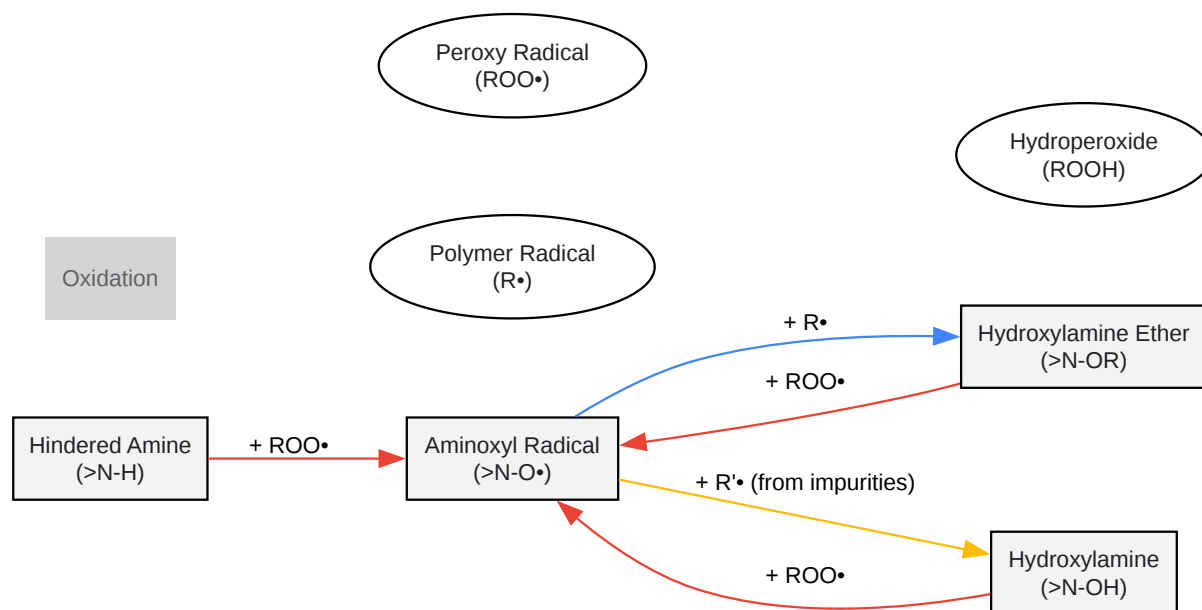 Peroxy Radical
(ROO•)
Hydroperoxide
(ROOH)
Polymer Radical
(R•)
Oxidation
+ R•
Hydroxylamine Ether
(>N-OR)
+ ROO•
Hindered Amine
(>N-H)
+ ROO•
Aminoxyl Radical
(>N-O•)
+ R'• (from impurities)
Hydroxylamine
(>N-OH)
+ ROO•